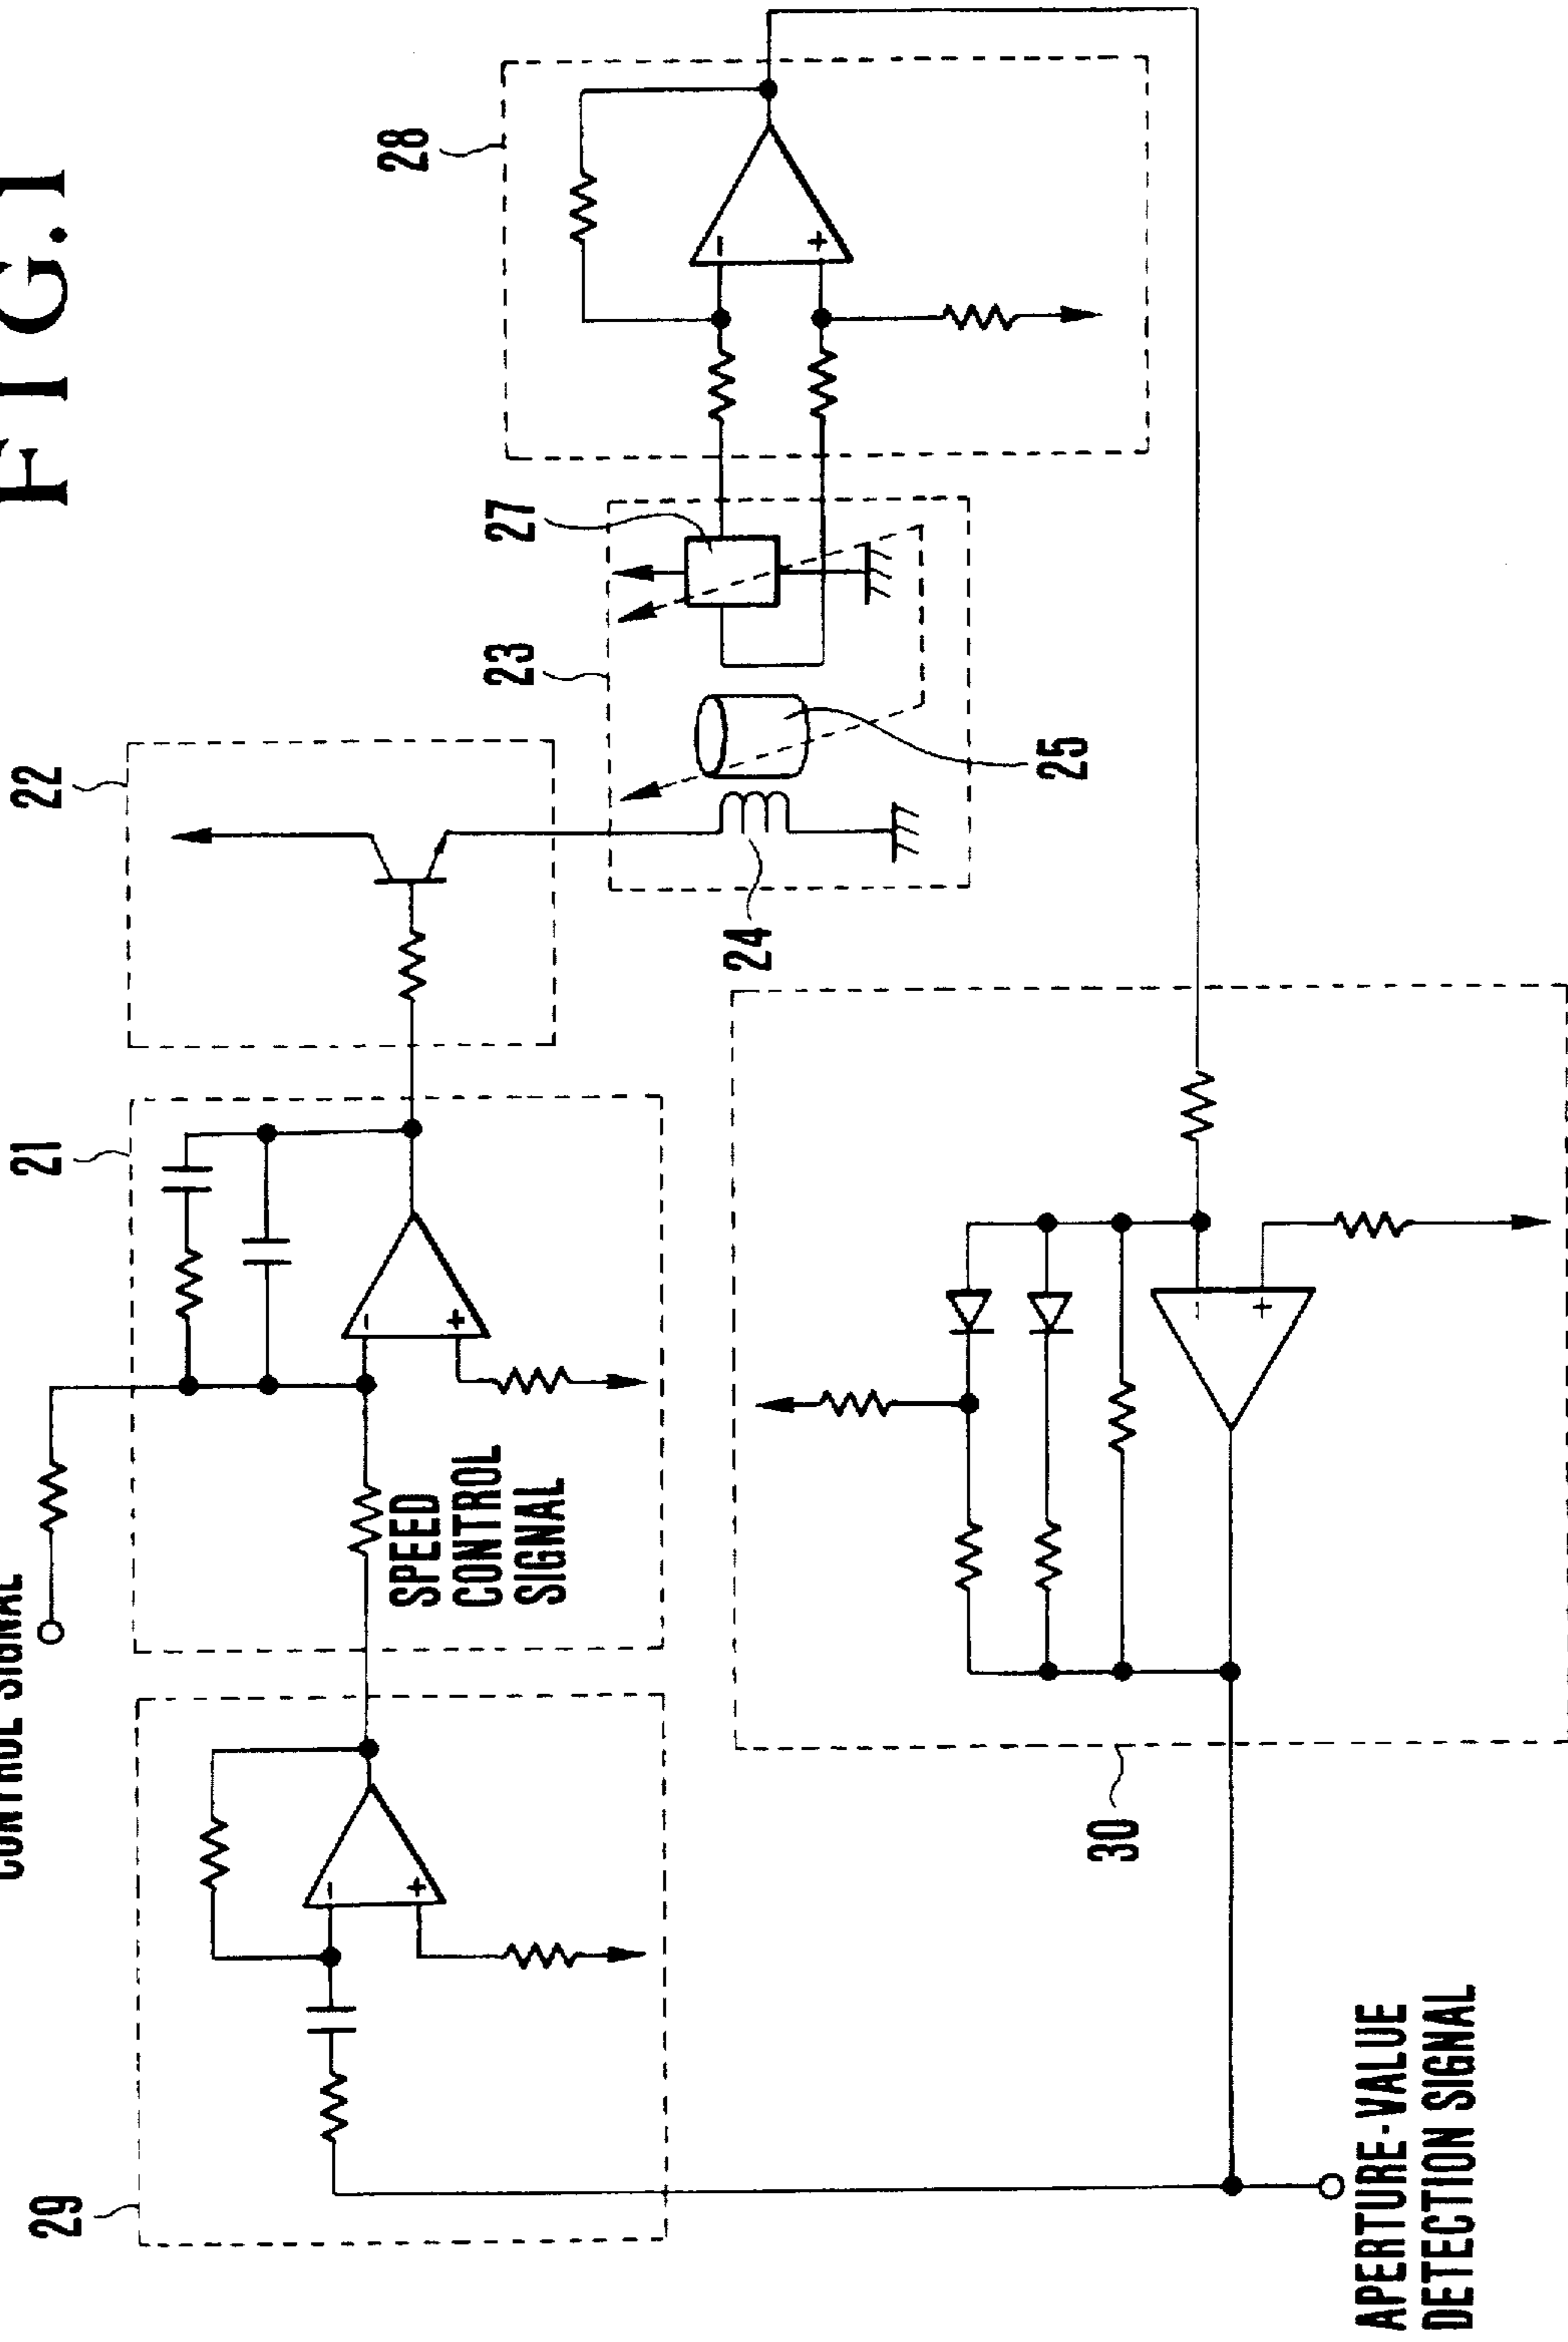 FIG.1
CONTROL SIGNAL
29
21
22
23
27
28
24
25
SPEED
CONTROL
SIGNAL
30
APERTURE-VALUE
DETECTION SIGNAL
+
−
+
−
+
−
+